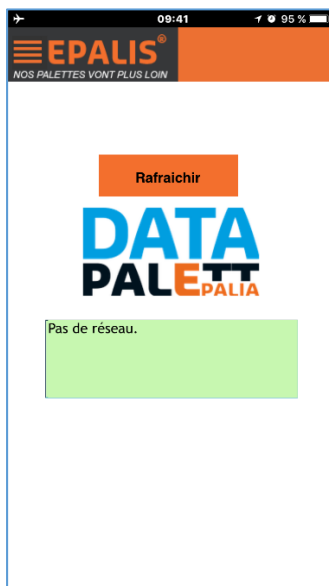 09:41
95 %
EPALIS®
NOS PALETTES VONT PLUS LOIN
Rafraichir
DATA
PALETT
EPALIA
Pas de réseau.